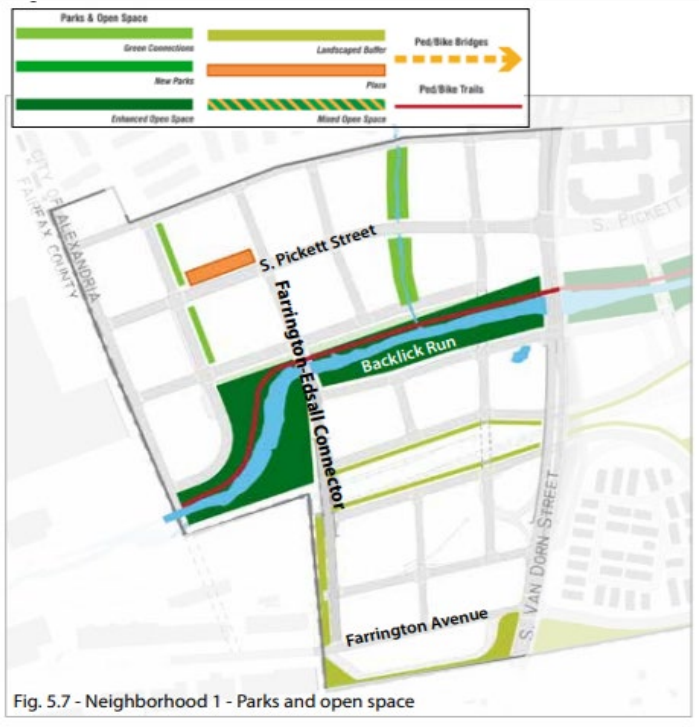 Parks & Open Space
Green Connections
New Parks
Enhanced Open Space
Landscaped Buffer
Plaza
Mixed Open Space
Ped/Bike Bridges
Ped/Bike Trails
CITY OF ALEXANDRIA
FAIRFAX COUNTY
S. PICKETT
S. Pickett Street
Farrington-Edsall Connector
Backlick Run
S. VAN DORN STREET
Farrington Avenue
Fig. 5.7 - Neighborhood 1 - Parks and open space